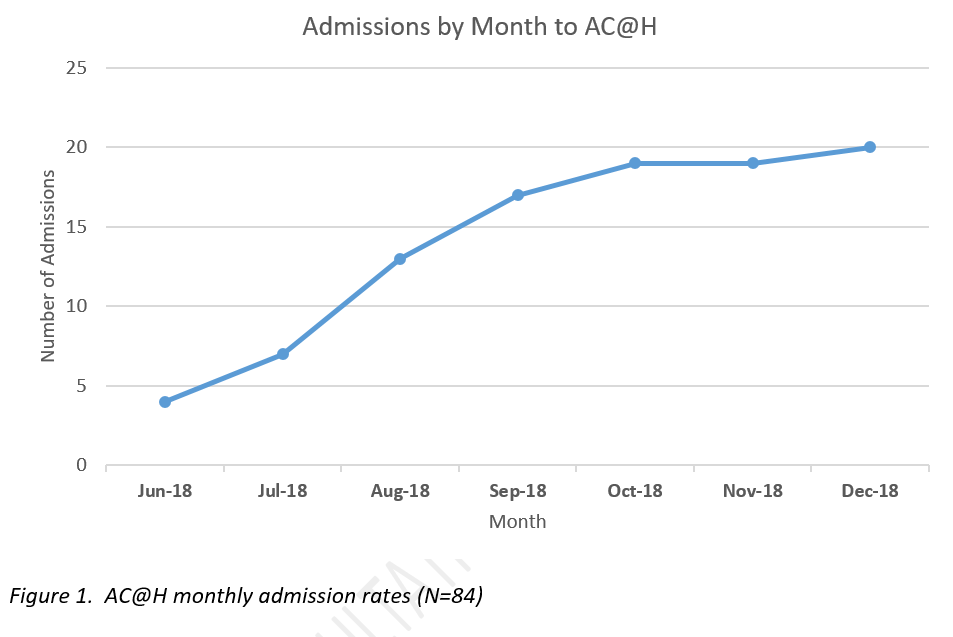 Admissions by Month to AC@H
25
20
15
10
5
0
Number of Admissions
Jun-18 Jul-18 Aug-18 Sep-18 Oct-18 Nov-18 Dec-18
Month
Figure 1.  AC@H monthly admission rates (N=84)